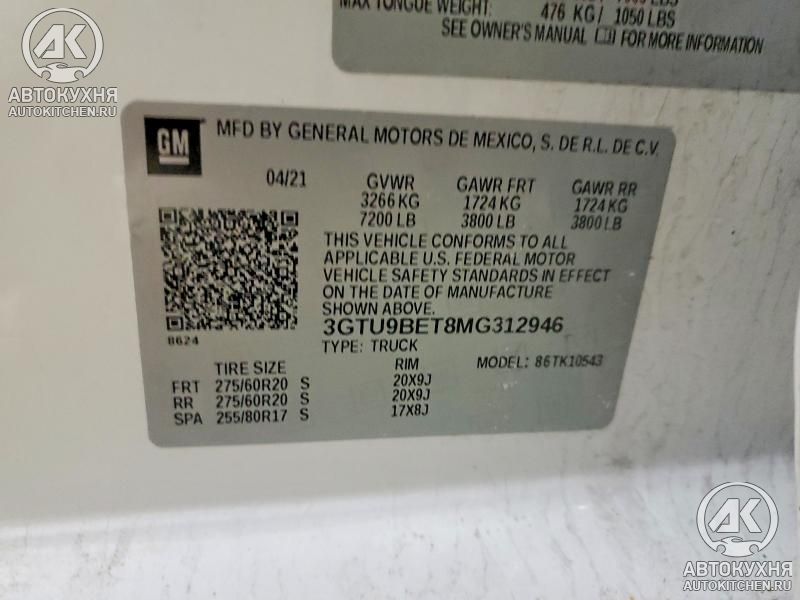 MAX TONGUE WEIGHT:
476 KG/ 1050 LBS
SEE OWNER'S MANUAL FOR MORE INFORMATION
AK
АВТОКУХНЯ
AUTOKITCHEN.RU
GM
MFD BY GENERAL MOTORS DE MEXICO, S. DE R.L. DE C.V.
04/21 GVWR GAWR FRT GAWR RR
3266 KG 1724 KG 1724 KG
7200 LB 3800 LB 3800 LB
THIS VEHICLE CONFORMS TO ALL
APPLICABLE U.S. FEDERAL MOTOR
VEHICLE SAFETY STANDARDS IN EFFECT
ON THE DATE OF MANUFACTURE
SHOWN ABOVE.
3GTU9BET8MG312946
8624
TYPE: TRUCK MODEL: 86TK10543
TIRE SIZE RIM
FRT 275/60R20 S 20X9J
RR 275/60R20 S 20X9J
SPA 255/80R17 S 17X8J
AK
АВТОКУХНЯ
AUTOKITCHEN.RU